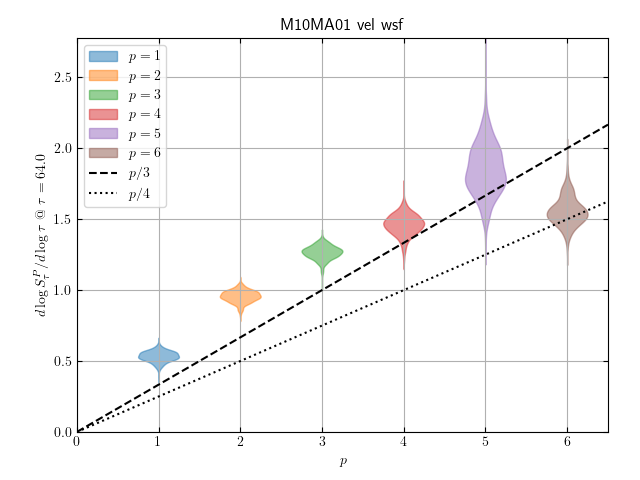 M10MA01 vel wsf
d log S_τ^P / d log τ @ τ = 64.0
2.5
2.0
1.5
1.0
0.5
0.0
p = 1
p = 2
p = 3
p = 4
p = 5
p = 6
p/3
p/4
0 1 2 3 4 5 6
p